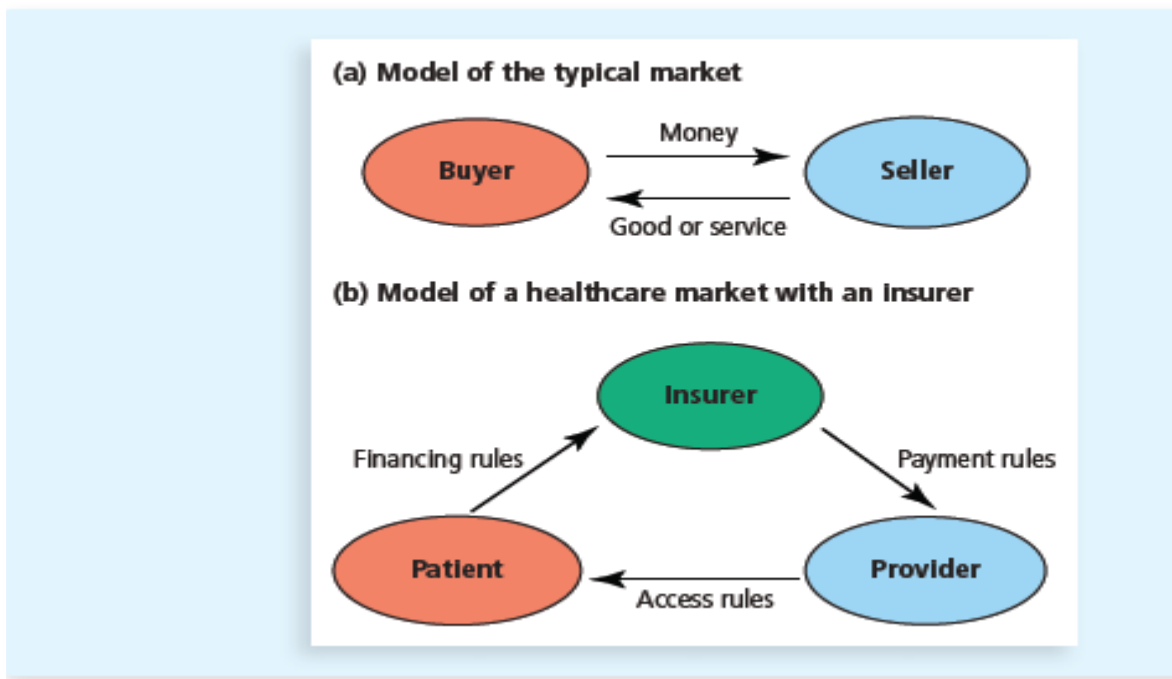 (a) Model of the typical market
Money
Buyer
Seller
Good or service
(b) Model of a healthcare market with an insurer
Insurer
Financing rules
Payment rules
Patient
Provider
Access rules